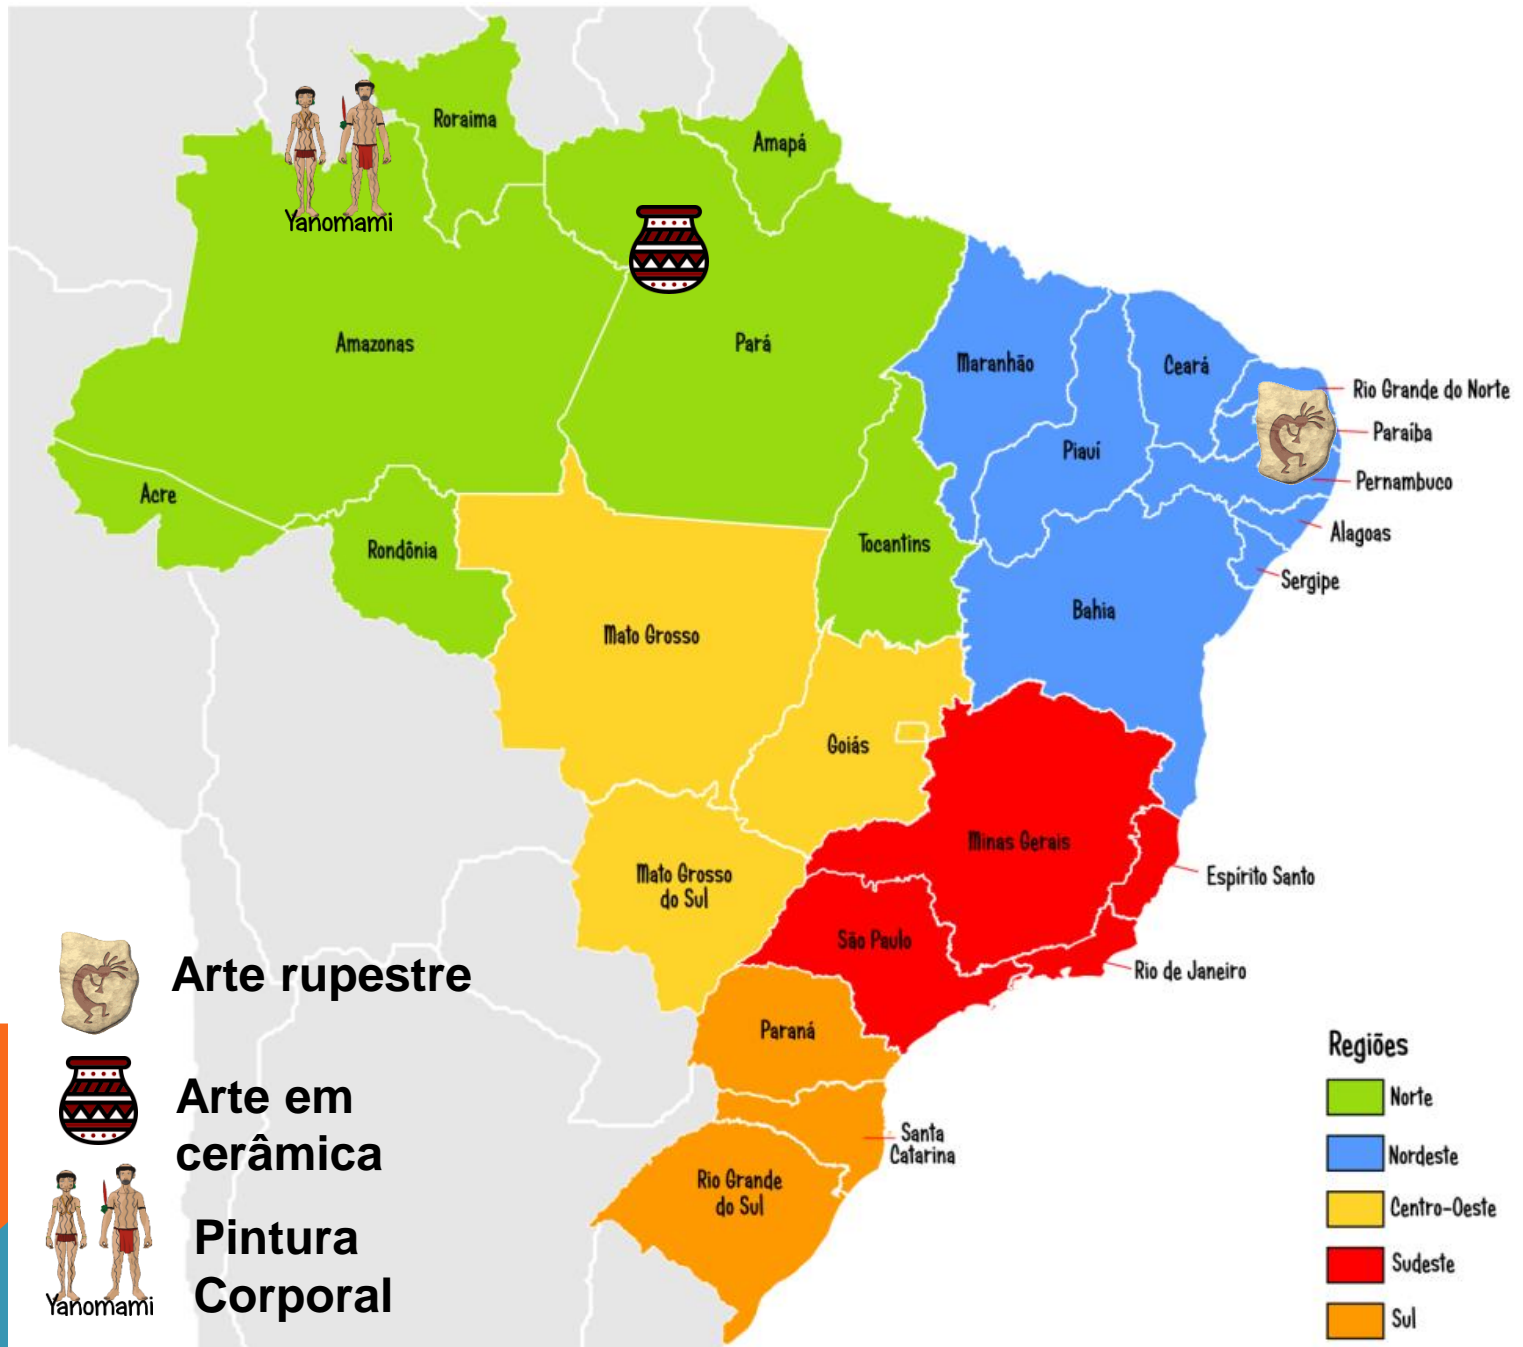 Roraima
Amapá
Yanomami
Amazonas
Pará
Maranhão
Ceará
Rio Grande do Norte
Paraíba
Piauí
Pernambuco
Acre
Alagoas
Rondônia
Tocantins
Sergipe
Bahia
Mato Grosso
Goiás
Minas Gerais
Espírito Santo
Mato Grosso
do Sul
São Paulo
Rio de Janeiro
Paraná
Santa
Catarina
Rio Grande
do Sul
Arte rupestre
Arte em
cerâmica
Pintura
Corporal
Yanomami
Regiões
Norte
Nordeste
Centro-Oeste
Sudeste
Sul